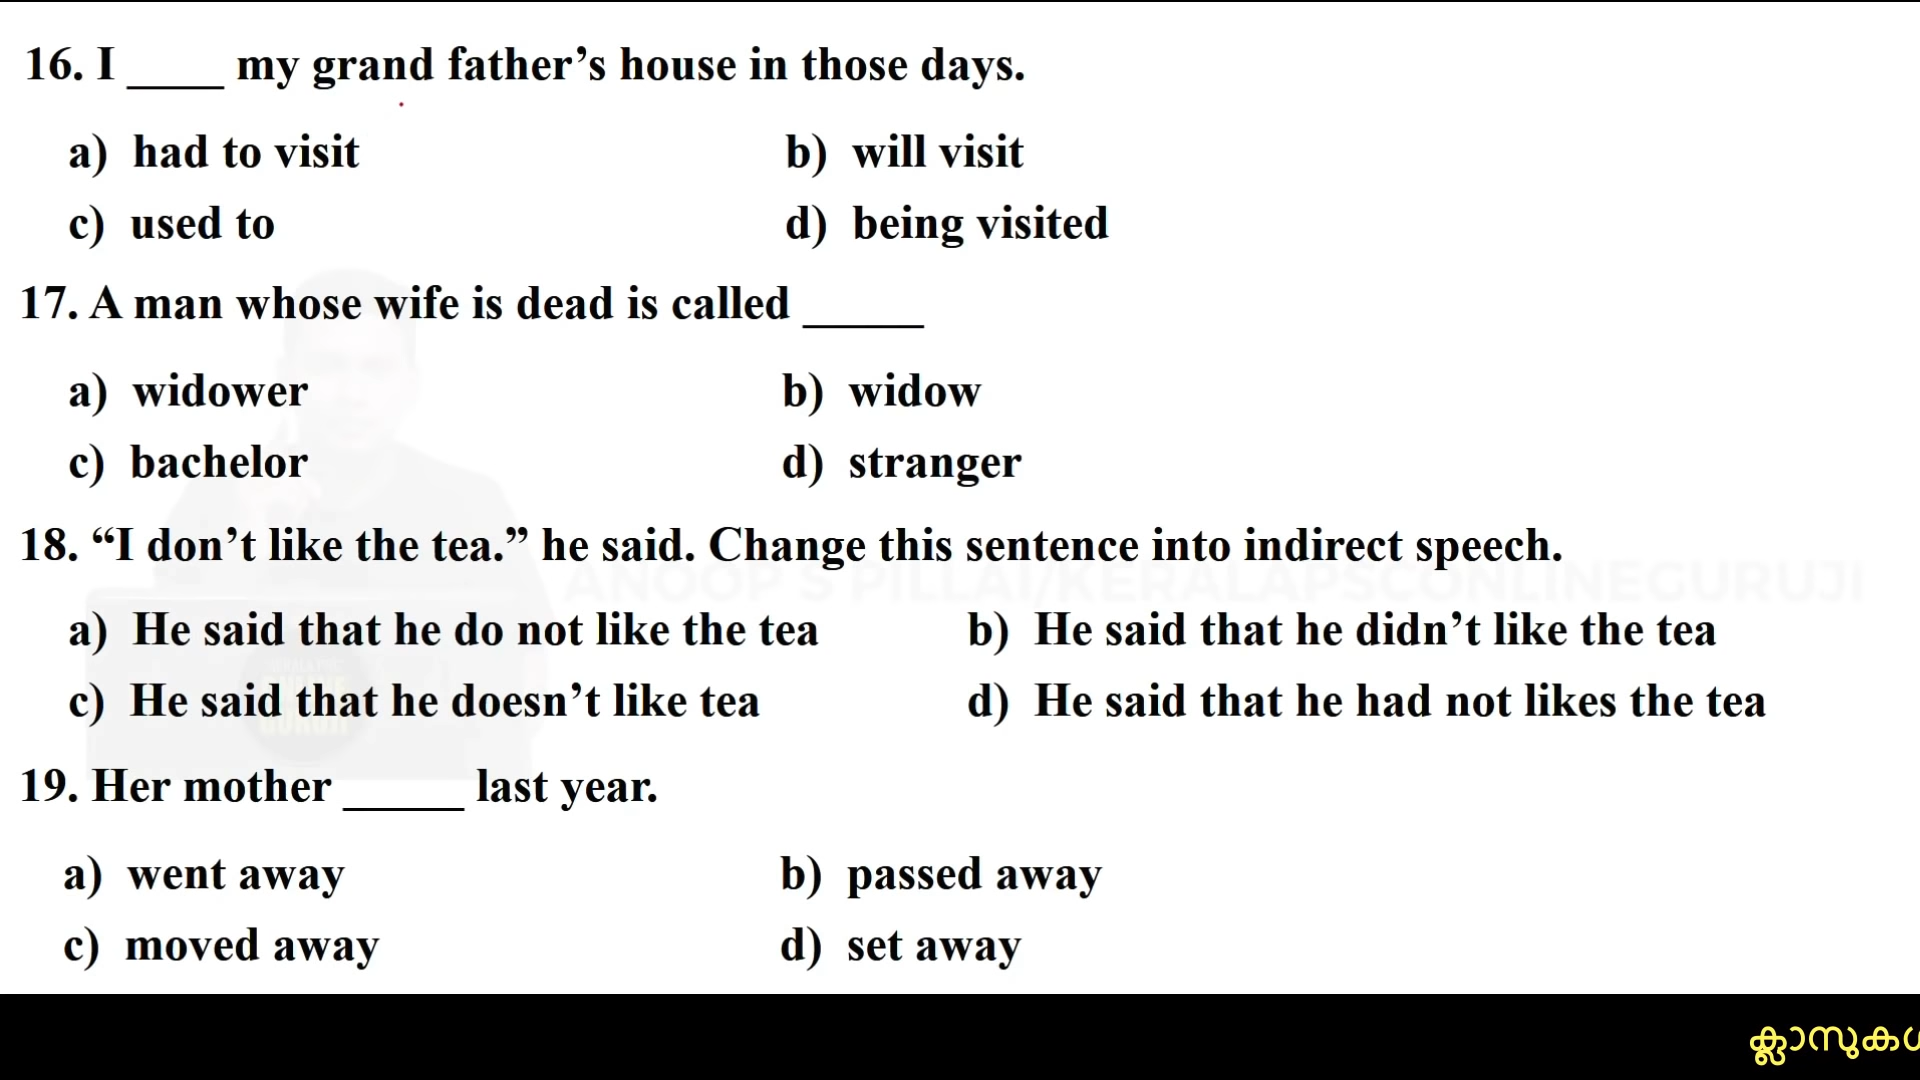 16. I ____ my grand father’s house in those days.
a) had to visit b) will visit
c) used to d) being visited
17. A man whose wife is dead is called _____
a) widower b) widow
c) bachelor d) stranger
18. “I don’t like the tea.” he said. Change this sentence into indirect speech.
ANOOP S PILLAI/KERALAPSCONLINEGURUJI
a) He said that he do not like the tea b) He said that he didn’t like the tea
c) He said that he doesn’t like tea d) He said that he had not likes the tea
19. Her mother _____ last year.
a) went away b) passed away
c) moved away d) set away